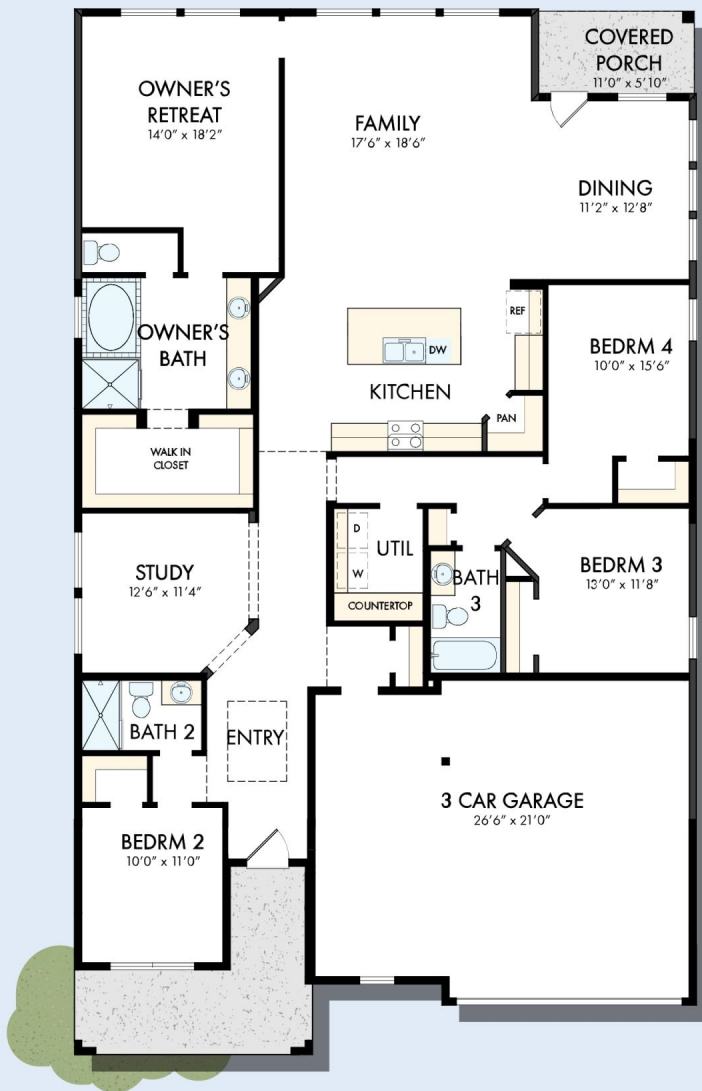 COVERED
PORCH
11'0" x 5'10"
OWNER'S
RETREAT
14'0" x 18'2"
FAMILY
17'6" x 18'6"
DINING
11'2" x 12'8"
OWNER'S
BATH
REF
DW
BEDRM 4
10'0" x 15'6"
KITCHEN
PAN
WALK IN
CLOSET
D
UTIL
W
COUNTERTOP
STUDY
12'6" x 11'4"
BATH
3
BEDRM 3
13'0" x 11'8"
BATH 2
ENTRY
3 CAR GARAGE
26'6" x 21'0"
BEDRM 2
10'0" x 11'0"